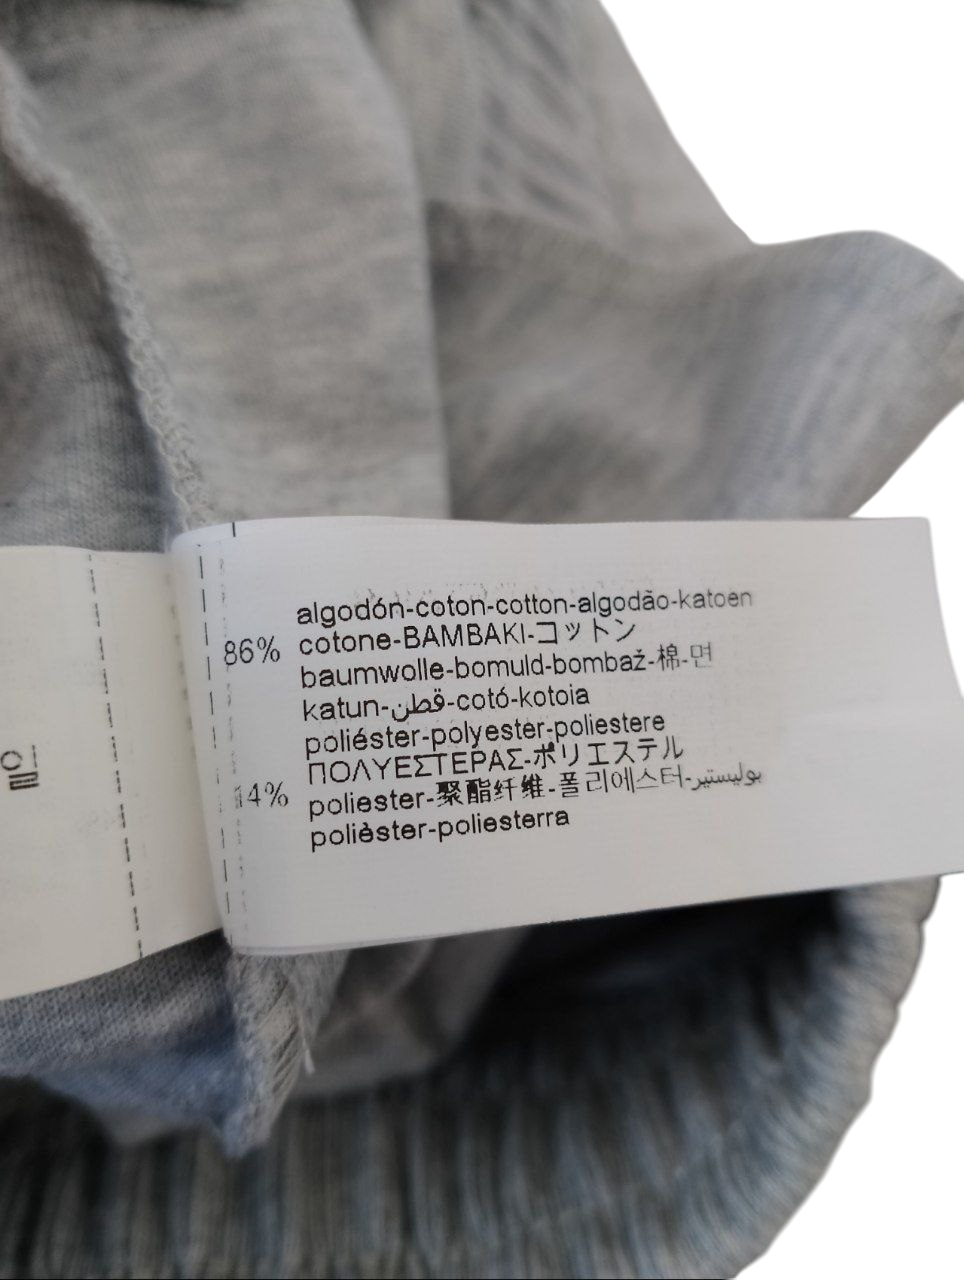 algodón-coton-cotton-algodão-katoen
86% cotone-BAMBAKI-コットン
baumwolle-bomuld-bombaž-棉-면
katun-قطن-cotó-kotoia
poliéster-polyester-poliestere
ΠΟΛΥΕΣΤΕΡΑΣ-ポリエステル
14% poliester-聚酯纤维-폴리에스터-بوليستير
polièster-poliesterra
일